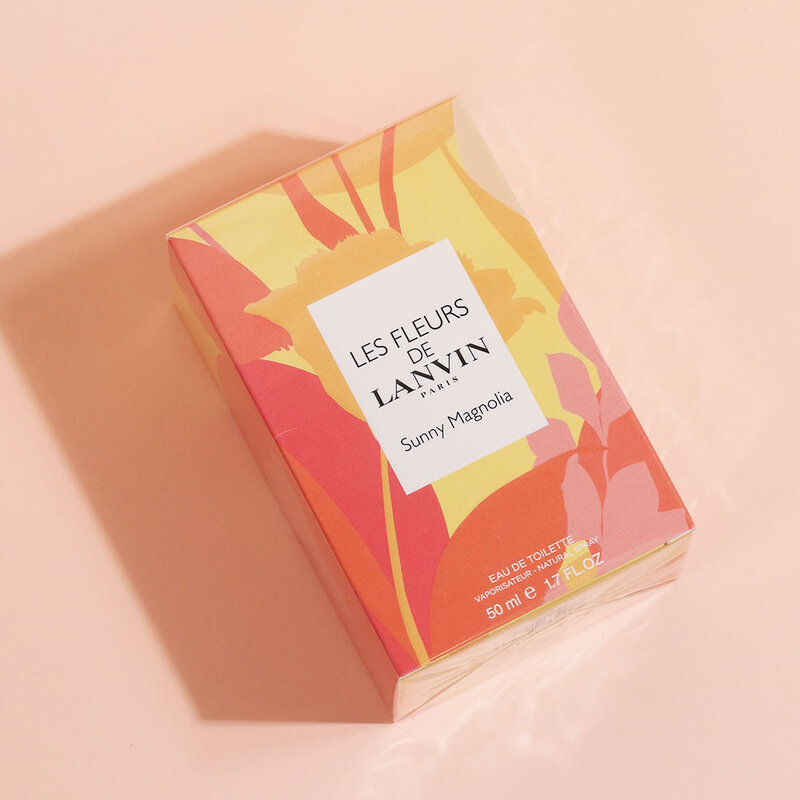 LES FLEURS
DE
LANVIN
PARIS
Sunny Magnolia
EAU DE TOILETTE
VAPORISATEUR - NATURAL SPRAY
50 ml ℮ 1.7 FL.OZ